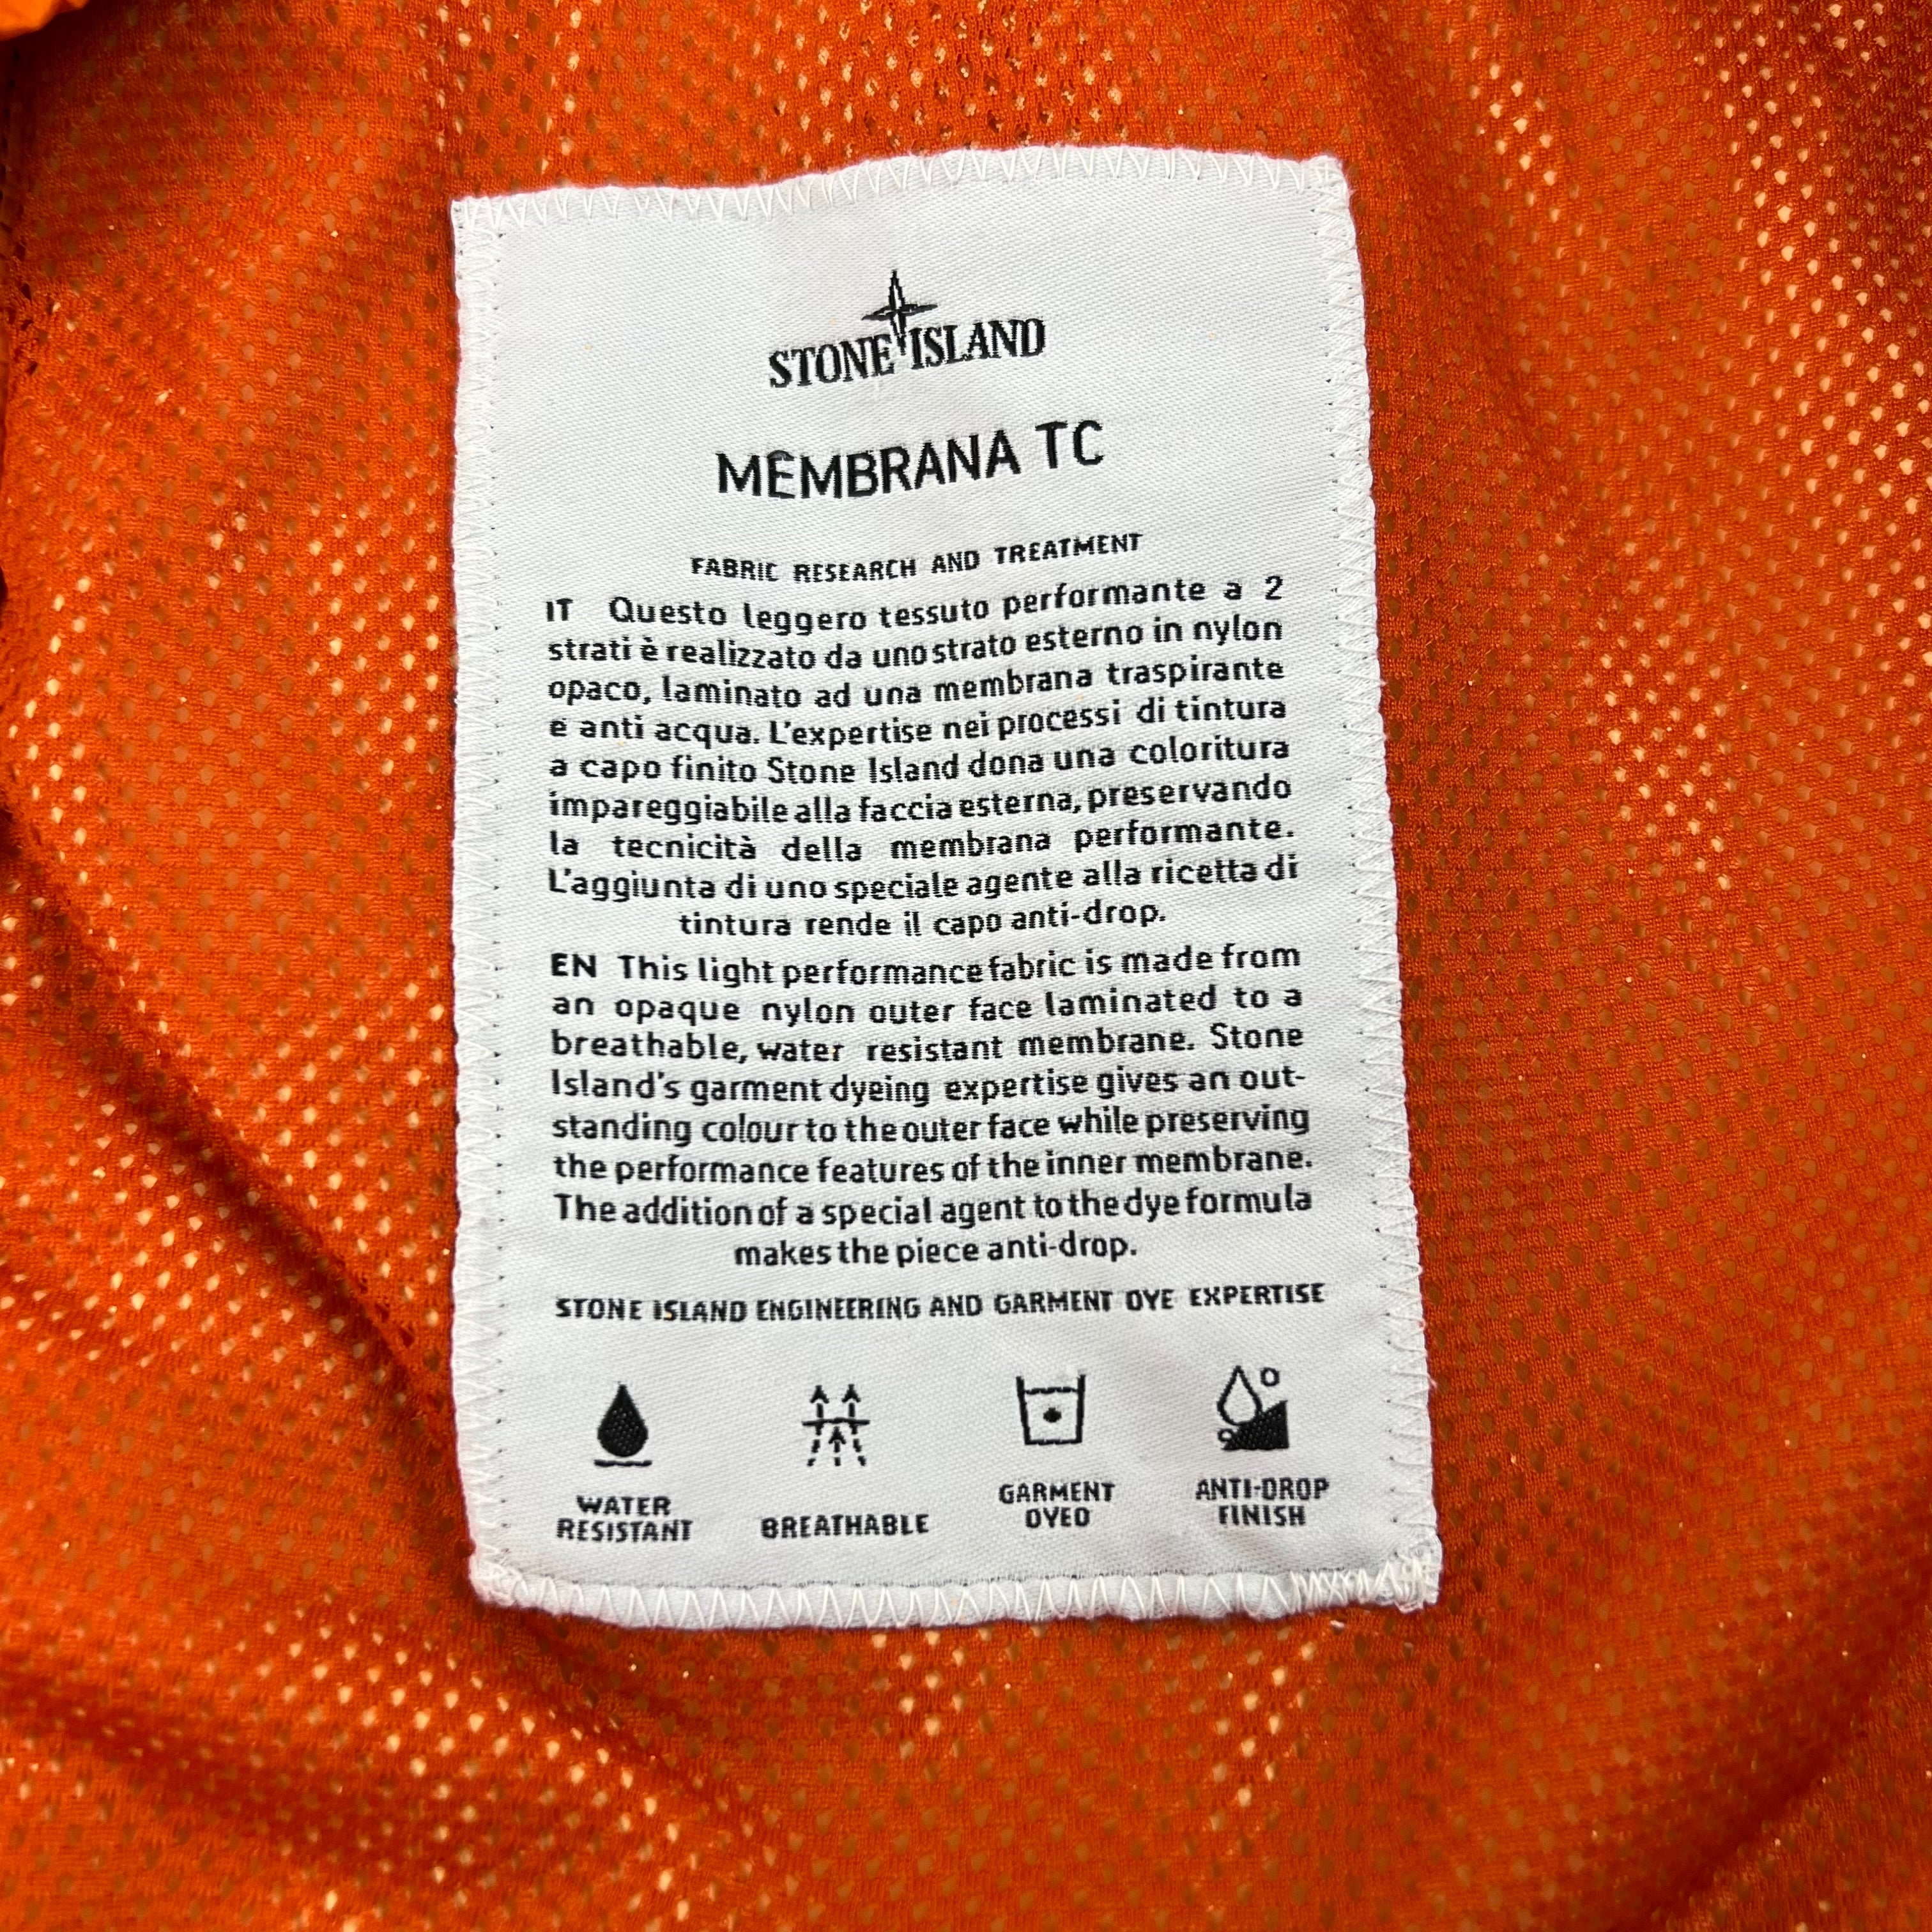 STONE ISLAND
MEMBRANA TC
FABRIC RESEARCH AND TREATMENT
IT Questo leggero tessuto performante a 2
strati è realizzato da uno strato esterno in nylon
opaco, laminato ad una membrana traspirante
e anti acqua. L'expertise nei processi di tintura
a capo finito Stone Island dona una coloritura
impareggiabile alla faccia esterna, preservando
la tecnicità della membrana performante.
L'aggiunta di uno speciale agente alla ricetta di
tintura rende il capo anti-drop.
EN This light performance fabric is made from
an opaque nylon outer face laminated to a
breathable, water resistant membrane. Stone
Island's garment dyeing expertise gives an out-
standing colour to the outer face while preserving
the performance features of the inner membrane.
The addition of a special agent to the dye formula
makes the piece anti-drop.
STONE ISLAND ENGINEERING AND GARMENT DYE EXPERTISE
WATER
RESISTANT
BREATHABLE
GARMENT
DYED
ANTI-DROP
FINISH